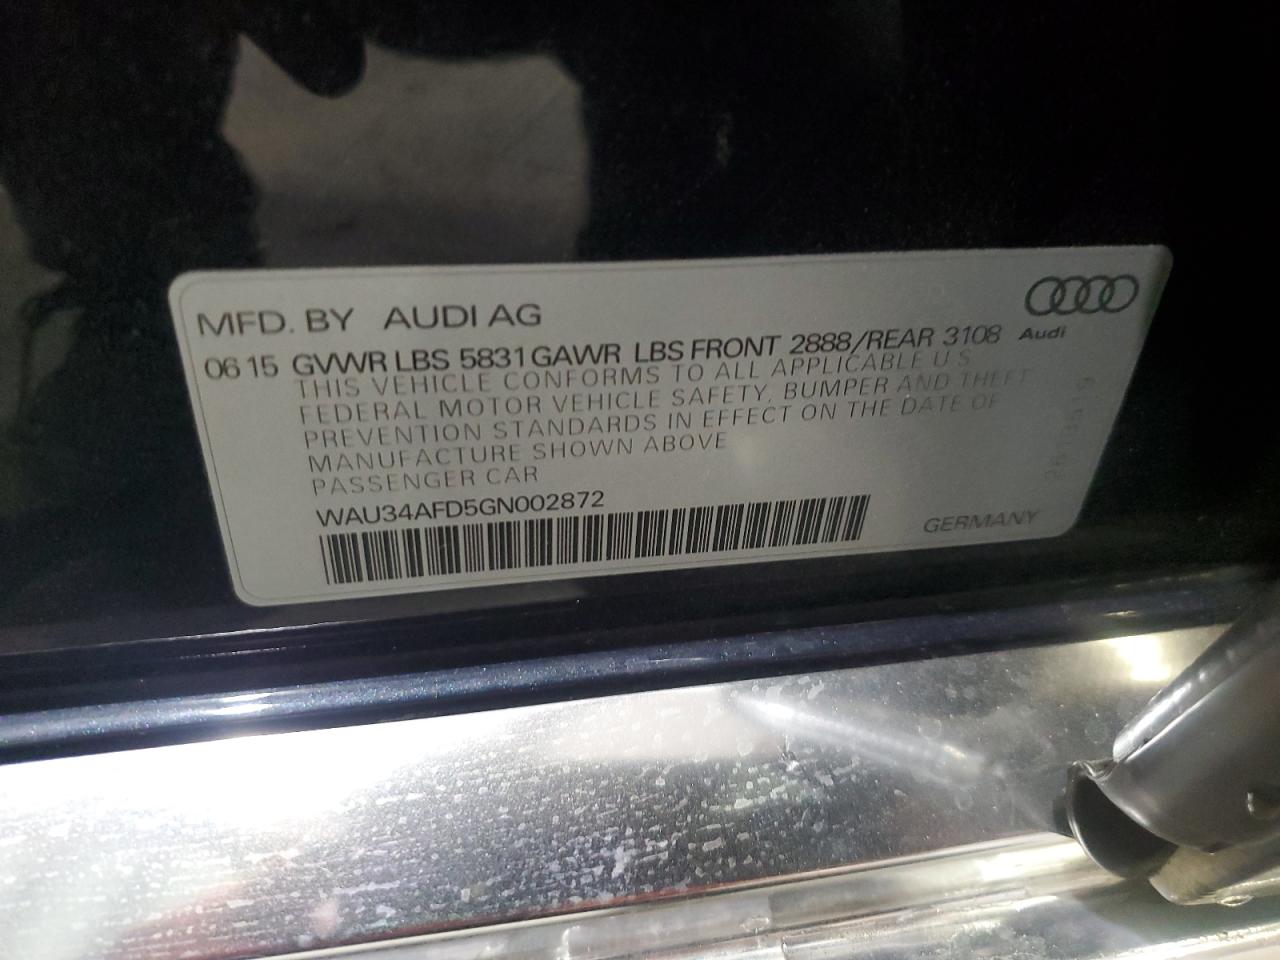 MFD. BY AUDI AG
06 15 GVWR LBS 5831 GAWR LBS FRONT 2888/REAR 3108
Audi
THIS VEHICLE CONFORMS TO ALL APPLICABLE U S
FEDERAL MOTOR VEHICLE SAFETY, BUMPER AND THEFT
PREVENTION STANDARDS IN EFFECT ON THE DATE OF
MANUFACTURE SHOWN ABOVE
PASSENGER CAR
WAU34AFD5GN002872
GERMANY